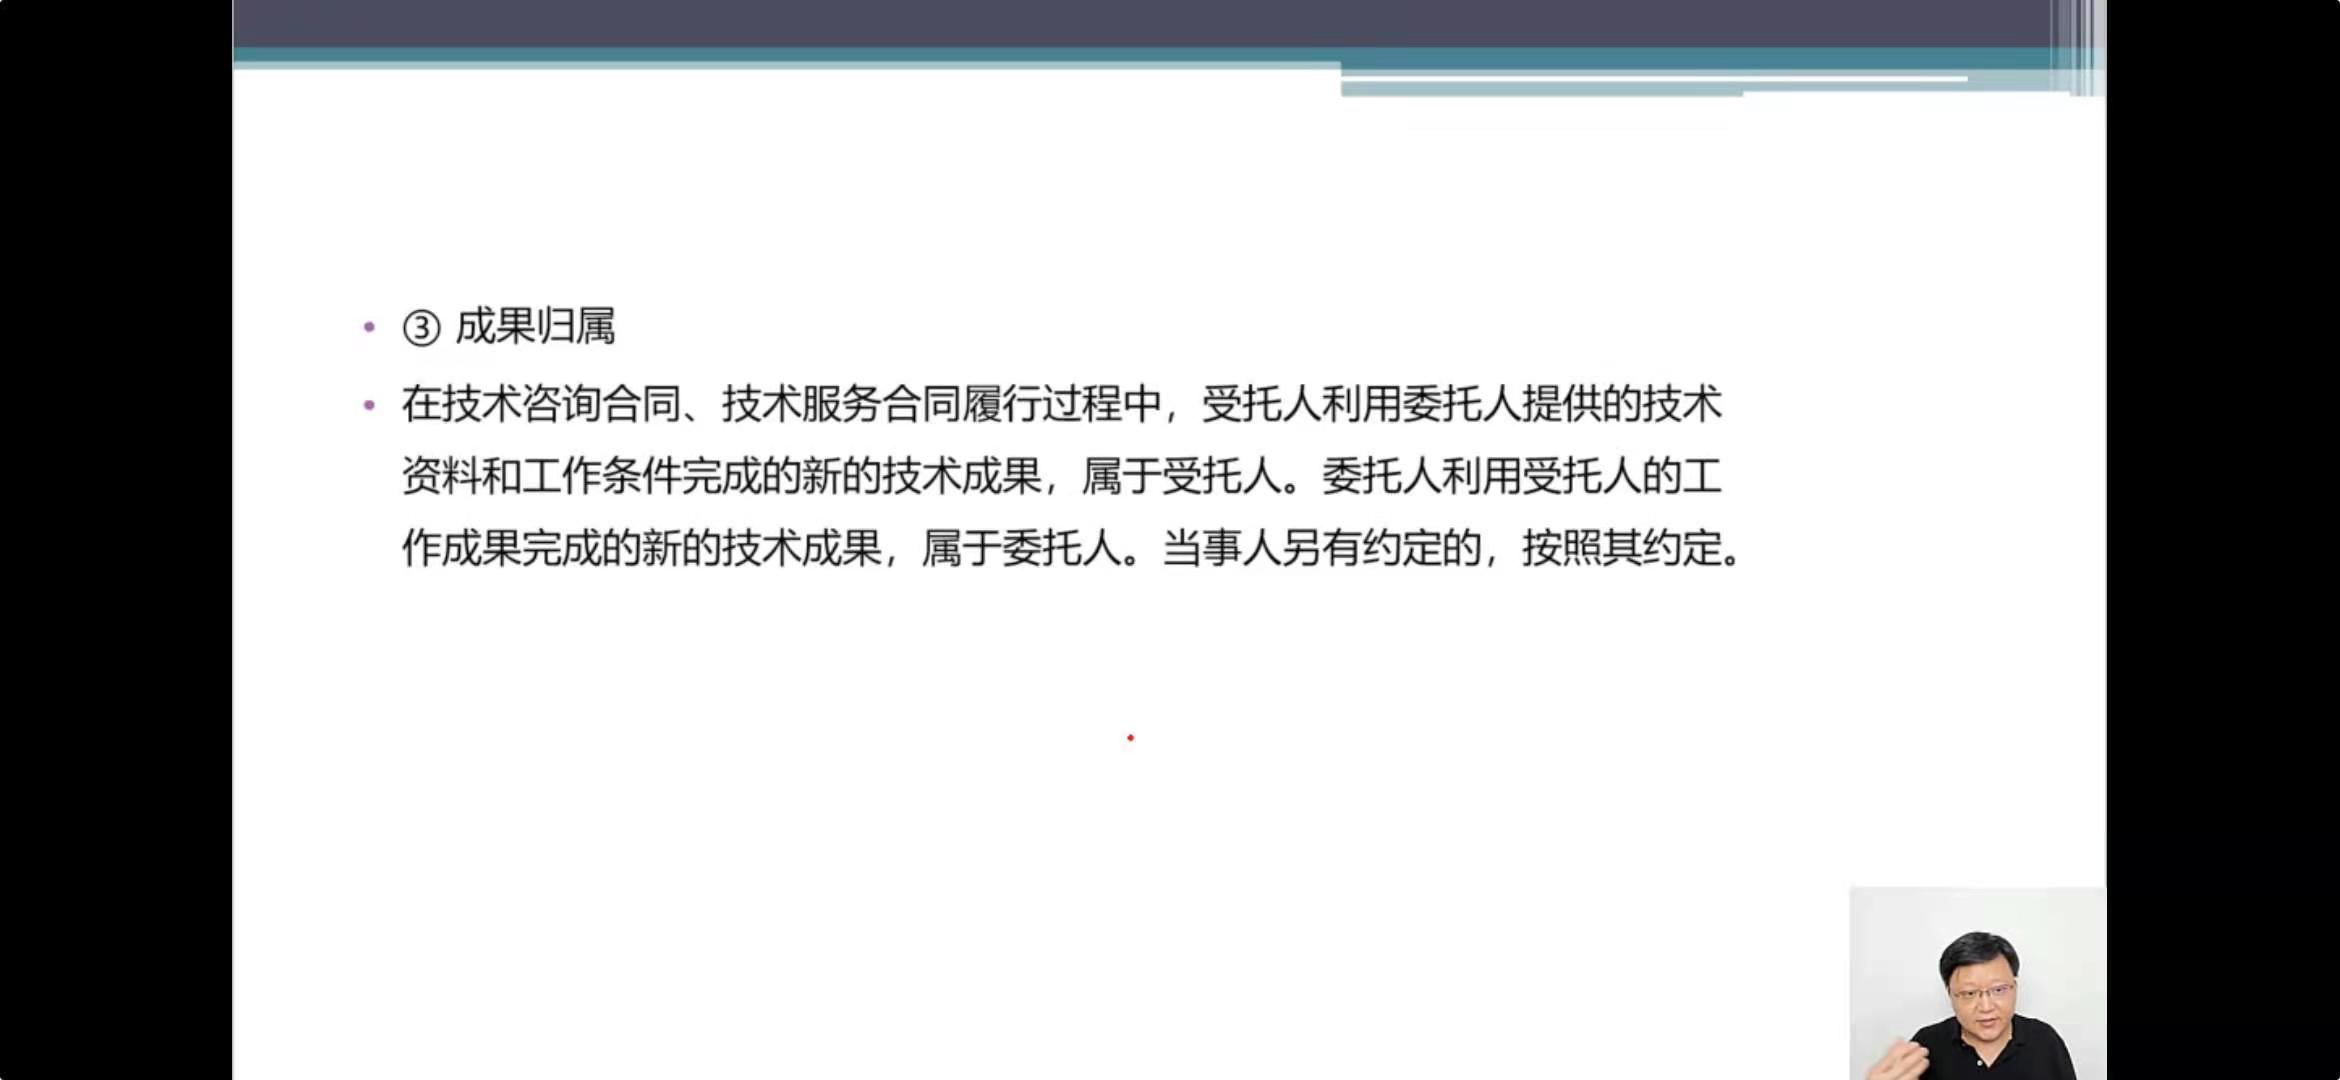 • ③ 成果归属
• 在技术咨询合同、技术服务合同履行过程中，受托人利用委托人提供的技术
资料和工作条件完成的新的技术成果，属于受托人。委托人利用受托人的工
作成果完成的新的技术成果，属于委托人。当事人另有约定的，按照其约定。